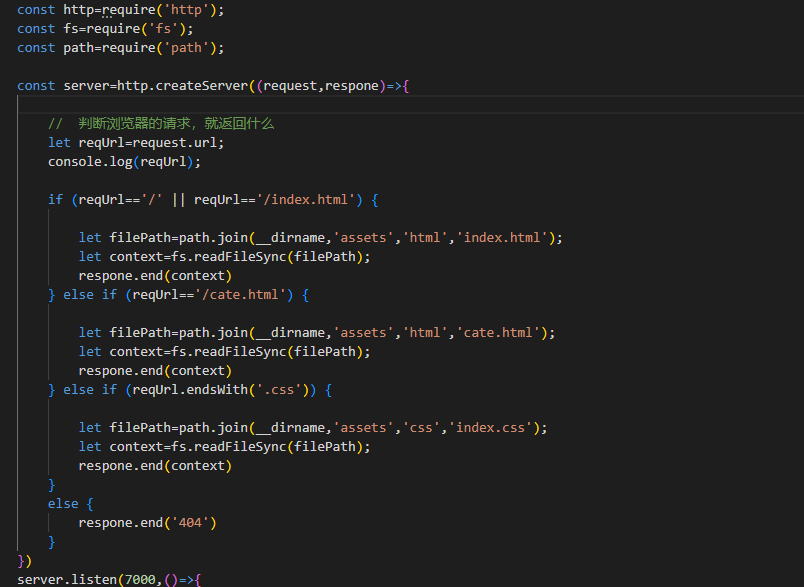 const http=require('http');
const fs=require('fs');
const path=require('path');
const server=http.createServer((request,respone)=>{
// 判断浏览器的请求，就返回什么
let reqUrl=request.url;
console.log(reqUrl);
if (reqUrl=='/' || reqUrl=='/index.html') {
let filePath=path.join(__dirname,'assets','html','index.html');
let context=fs.readFileSync(filePath);
respone.end(context)
} else if (reqUrl=='/cate.html') {
let filePath=path.join(__dirname,'assets','html','cate.html');
let context=fs.readFileSync(filePath);
respone.end(context)
} else if (reqUrl.endsWith('.css')) {
let filePath=path.join(__dirname,'assets','css','index.css');
let context=fs.readFileSync(filePath);
respone.end(context)
}
else {
respone.end('404')
}
})
server.listen(7000,()=>{